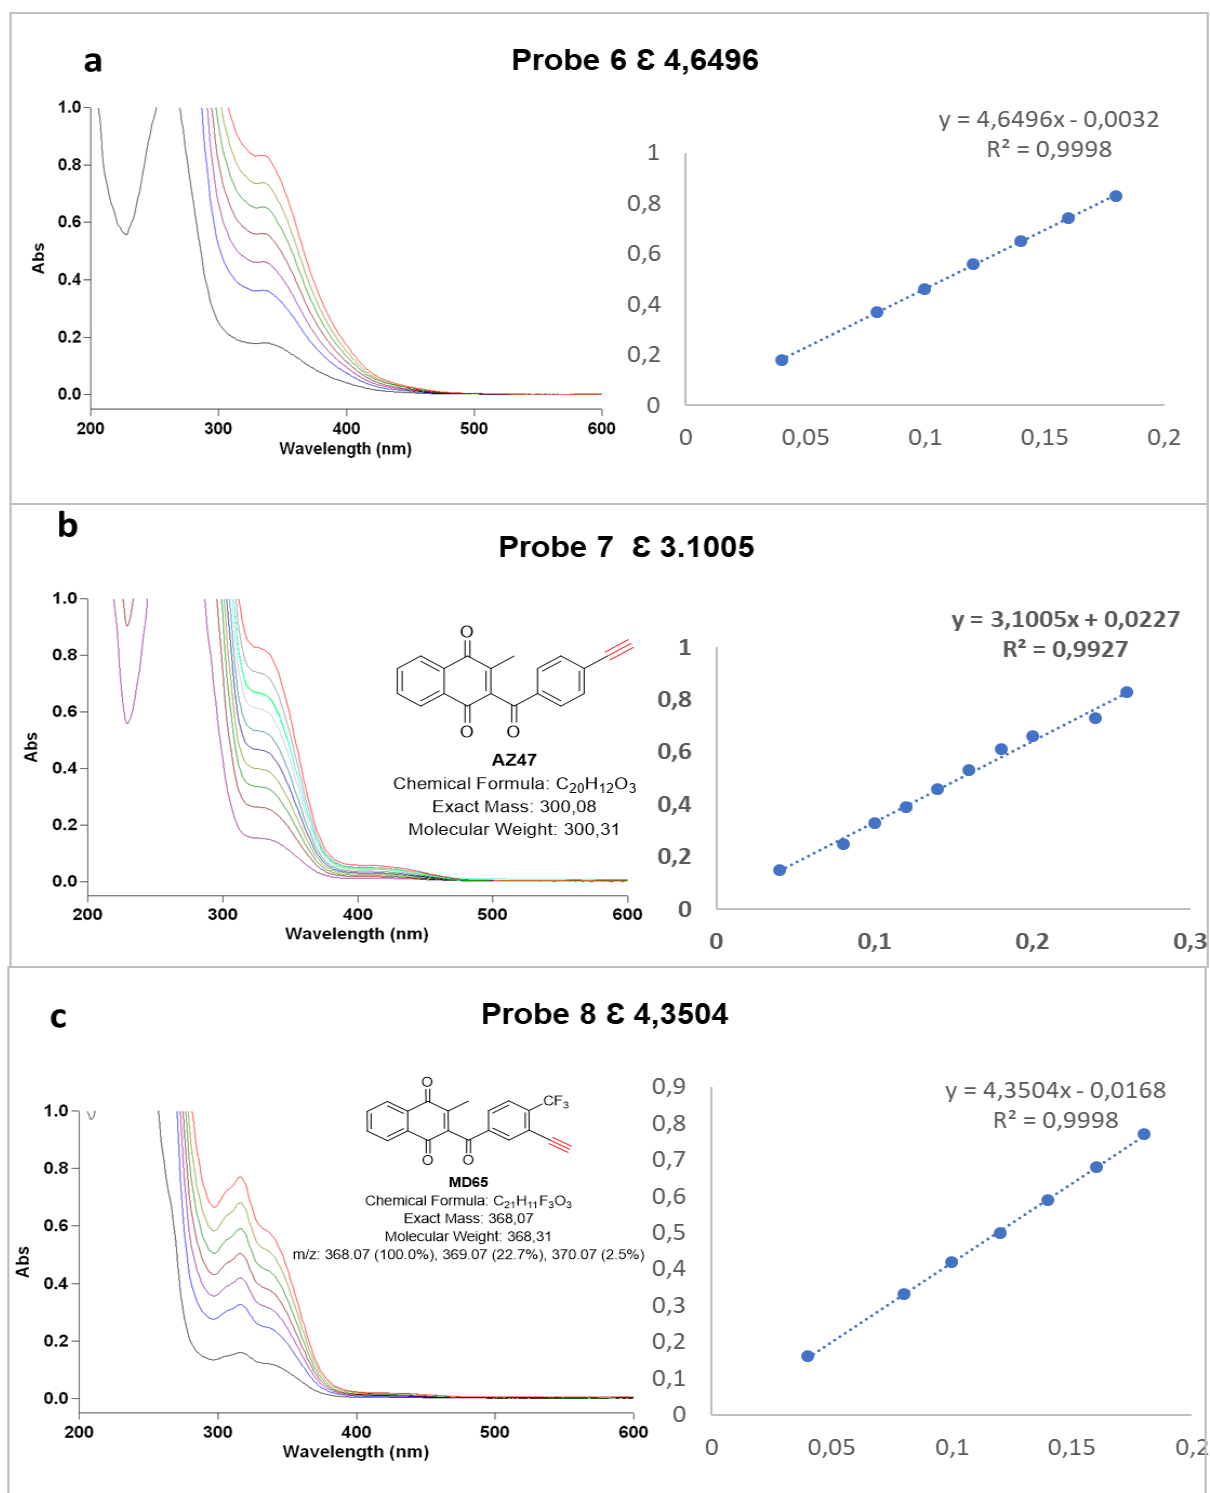 a
Probe 6 Ɛ 4,6496
1.0
0.8
0.6
0.4
0.2
0.0
Abs
200 300 400 500 600
Wavelength (nm)
y = 4,6496x - 0,0032
R² = 0,9998
1
0,8
0,6
0,4
0,2
0
0 0,05 0,1 0,15 0,2
b
Probe 7 Ɛ 3.1005
1.0
0.8
0.6
0.4
0.2
0.0
Abs
200 300 400 500 600
Wavelength (nm)
O
O O
AZ47
Chemical Formula: C₂₀H₁₂O₃
Exact Mass: 300,08
Molecular Weight: 300,31
y = 3,1005x + 0,0227
R² = 0,9927
1
0,8
0,6
0,4
0,2
0
0 0,1 0,2 0,3
c
Probe 8 Ɛ 4,3504
1.0
0.8
0.6
0.4
0.2
0.0
Abs
200 300 400 500 600
Wavelength (nm)
O
CF₃
O O
MD65
Chemical Formula: C₂₁H₁₁F₃O₃
Exact Mass: 368,07
Molecular Weight: 368,31
m/z: 368.07 (100.0%), 369.07 (22.7%), 370.07 (2.5%)
y = 4,3504x - 0,0168
R² = 0,9998
0,9
0,8
0,7
0,6
0,5
0,4
0,3
0,2
0,1
0
0 0,05 0,1 0,15 0,2